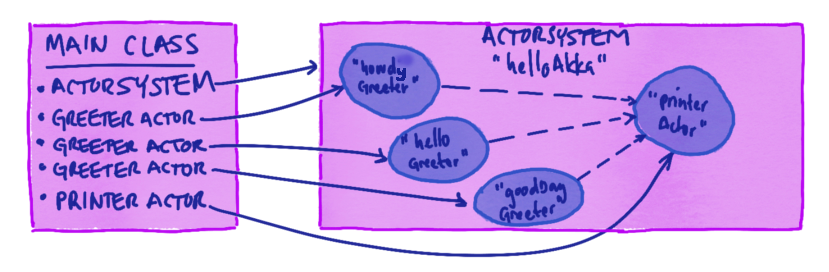 MAIN CLASS
• ACTORSYSTEM
• GREETER ACTOR
• GREETER ACTOR
• GREETER ACTOR
• PRINTER ACTOR
ACTORSYSTEM
"helloAkka"
"howdy
Greeter"
"hello
Greeter"
"goodDay
Greeter"
"printer
Actor"